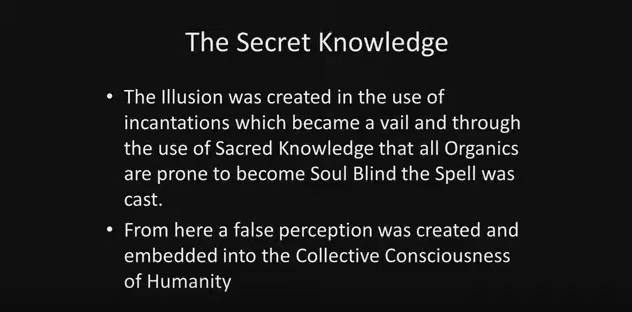 The Secret Knowledge
• The Illusion was created in the use of
incantations which became a vail and through
the use of Sacred Knowledge that all Organics
are prone to become Soul Blind the Spell was
cast.
• From here a false perception was created and
embedded into the Collective Consciousness
of Humanity